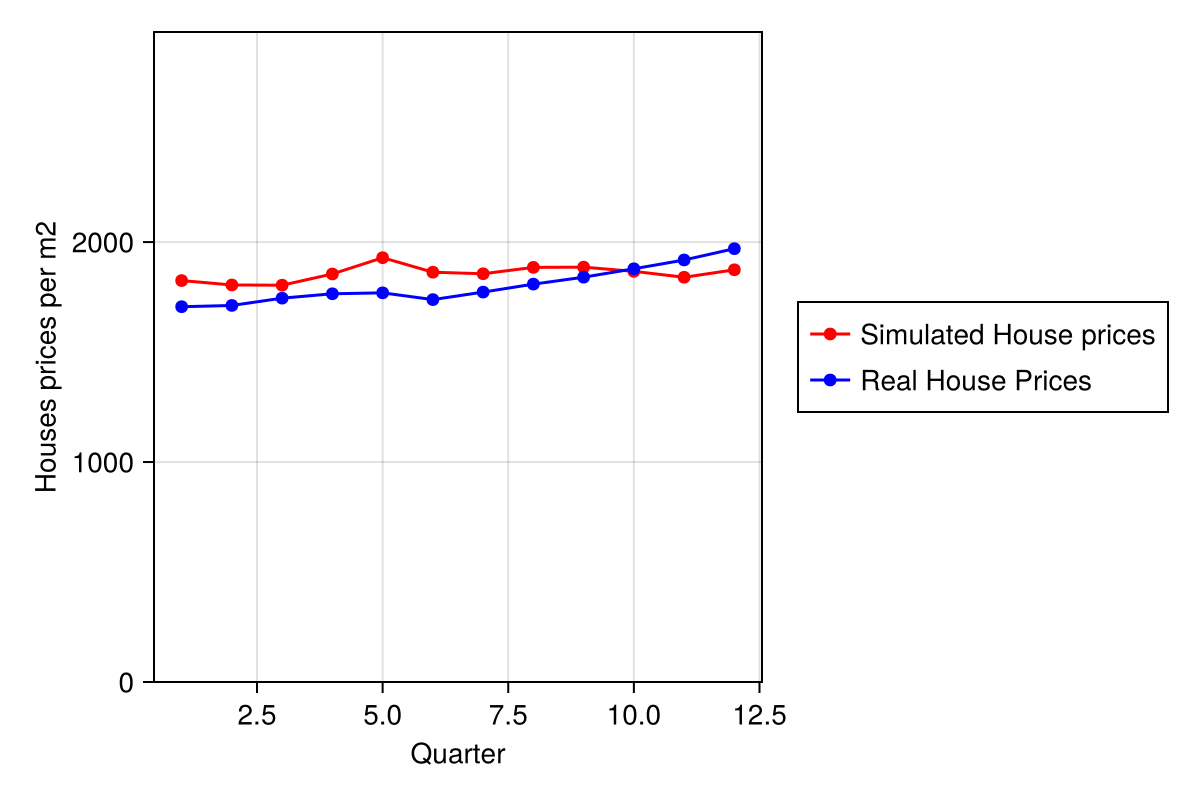 Houses prices per m2
2000
1000
0
2.5 5.0 7.5 10.0 12.5
Quarter
Simulated House prices
Real House Prices